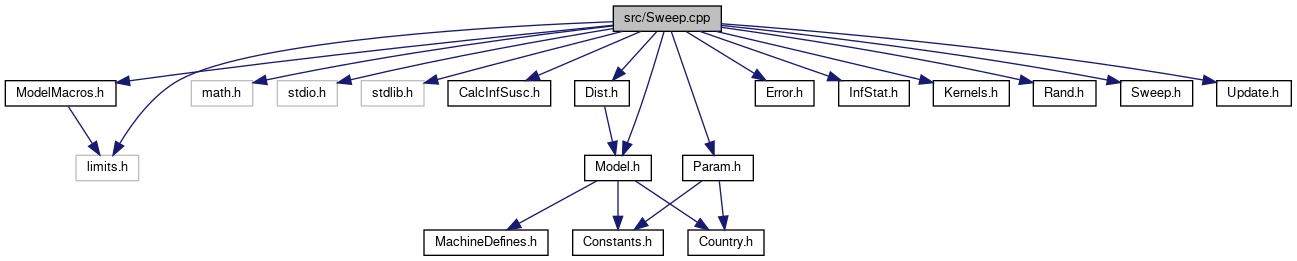 src/Sweep.cpp
ModelMacros.h
math.h
stdio.h
stdlib.h
CalcInfSusc.h
Dist.h
Error.h
InfStat.h
Kernels.h
Rand.h
Sweep.h
Update.h
limits.h
Model.h
Param.h
MachineDefines.h
Constants.h
Country.h